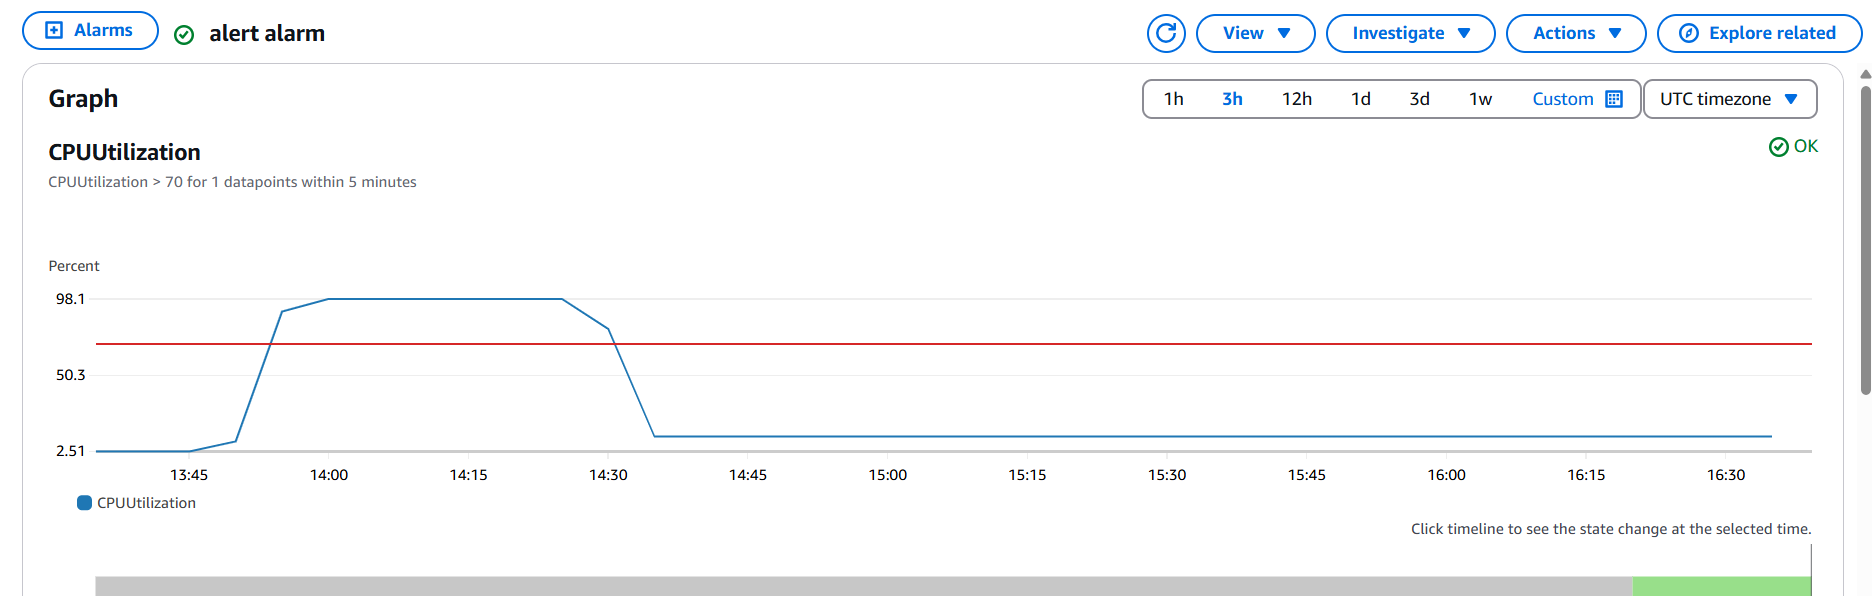 Alarms
alert alarm
View
Investigate
Actions
Explore related
Graph
1h 3h 12h 1d 3d 1w Custom
UTC timezone
CPUUtilization
OK
CPUUtilization > 70 for 1 datapoints within 5 minutes
Percent
98.1
50.3
2.51
13:45 14:00 14:15 14:30 14:45 15:00 15:15 15:30 15:45 16:00 16:15 16:30
CPUUtilization
Click timeline to see the state change at the selected time.